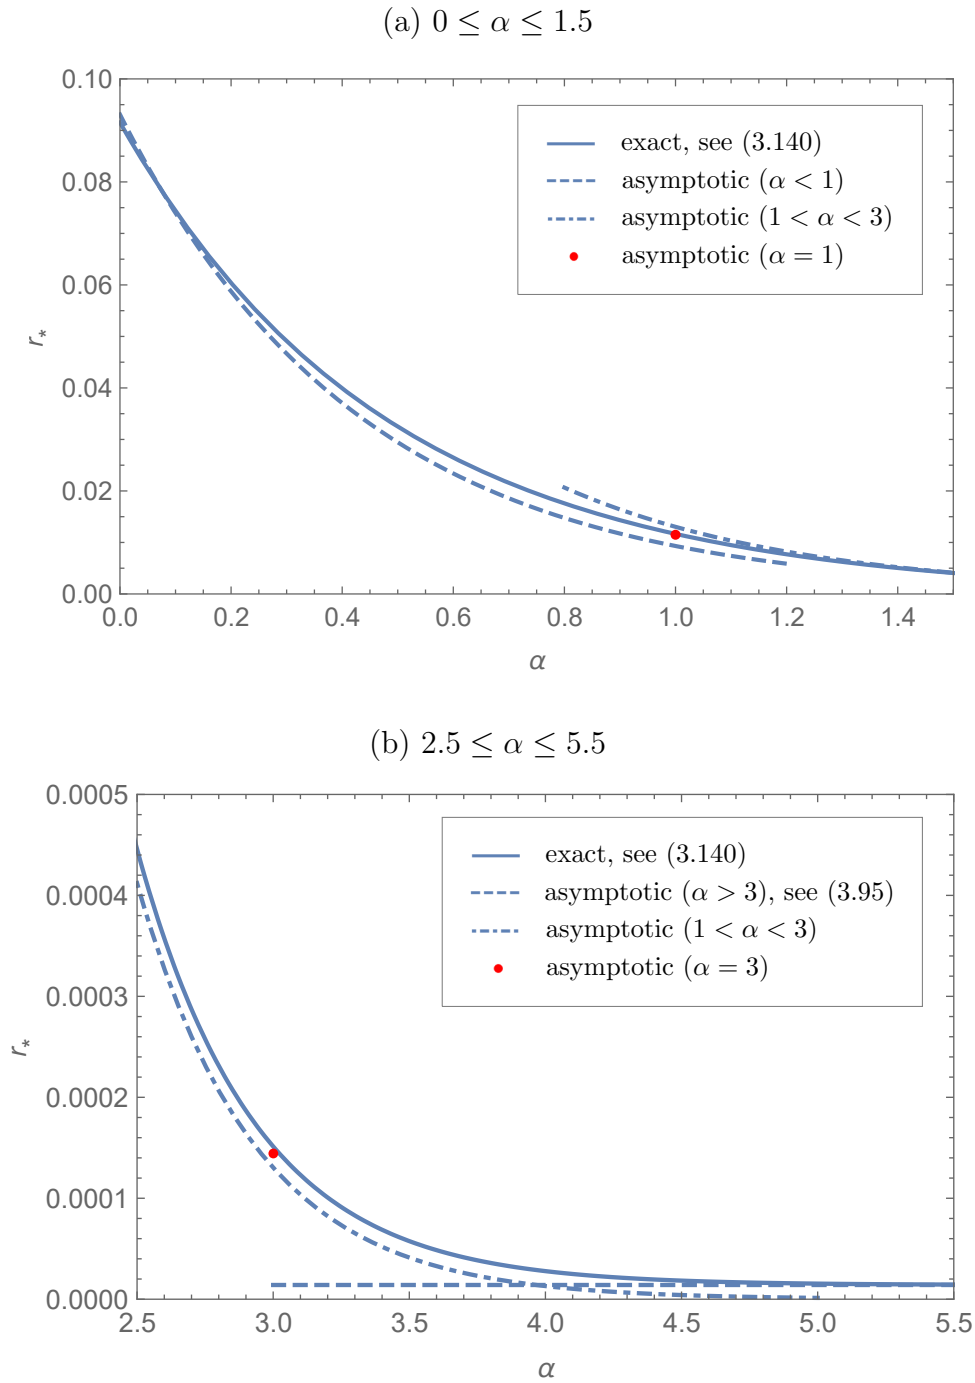 (a) 0 ≤ α ≤ 1.5
0.10
0.08
0.06
0.04
0.02
0.00
r*
exact, see (3.140)
asymptotic (α < 1)
asymptotic (1 < α < 3)
asymptotic (α = 1)
0.0 0.2 0.4 0.6 0.8 1.0 1.2 1.4
α
(b) 2.5 ≤ α ≤ 5.5
0.0005
0.0004
0.0003
0.0002
0.0001
0.0000
r*
exact, see (3.140)
asymptotic (α > 3), see (3.95)
asymptotic (1 < α < 3)
asymptotic (α = 3)
2.5 3.0 3.5 4.0 4.5 5.0 5.5
α